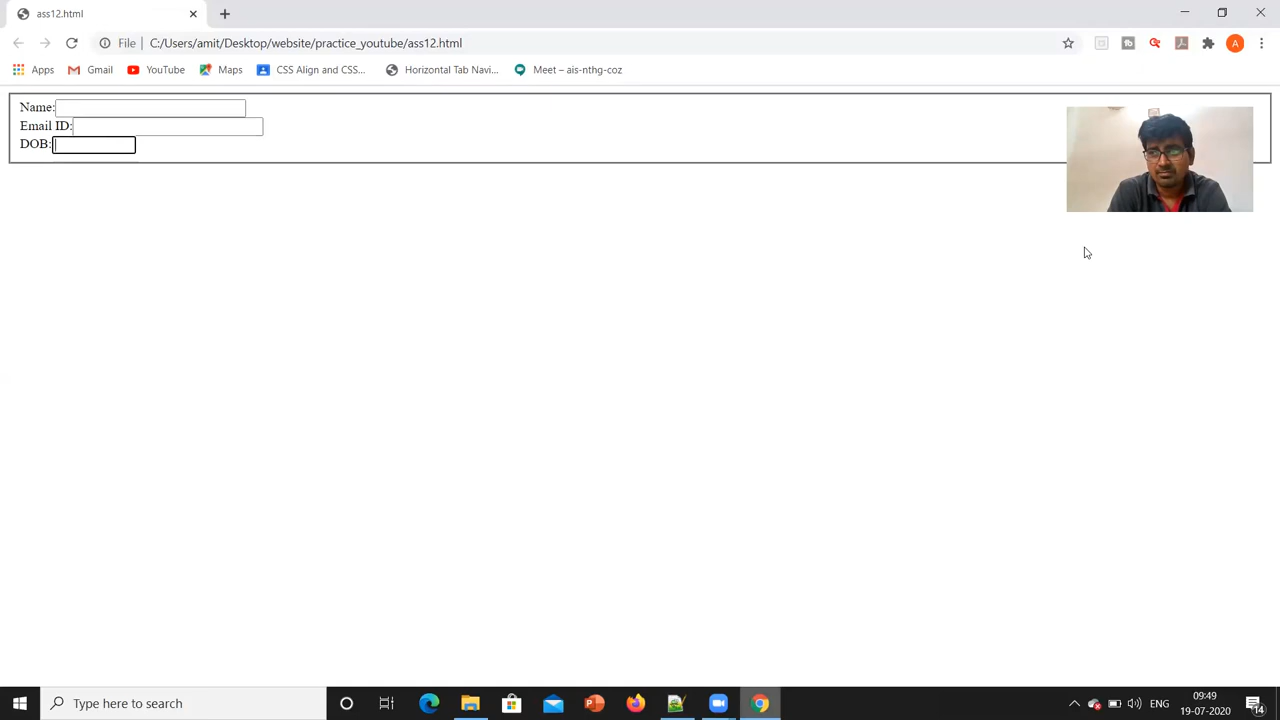 ass12.html
File
C:/Users/amit/Desktop/website/practice_youtube/ass12.html
A
Apps
Gmail
YouTube
Maps
CSS Align and CSS...
Horizontal Tab Navi...
Meet – ais-nthg-coz
Name:
Email ID:
DOB:
Type here to search
ENG
09:49
19-07-2020
14